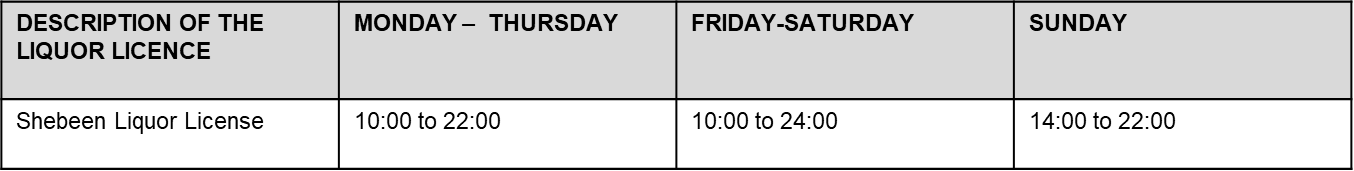 DESCRIPTION OF THE
LIQUOR LICENCE
MONDAY – THURSDAY
FRIDAY-SATURDAY
SUNDAY
Shebeen Liquor License
10:00 to 22:00
10:00 to 24:00
14:00 to 22:00